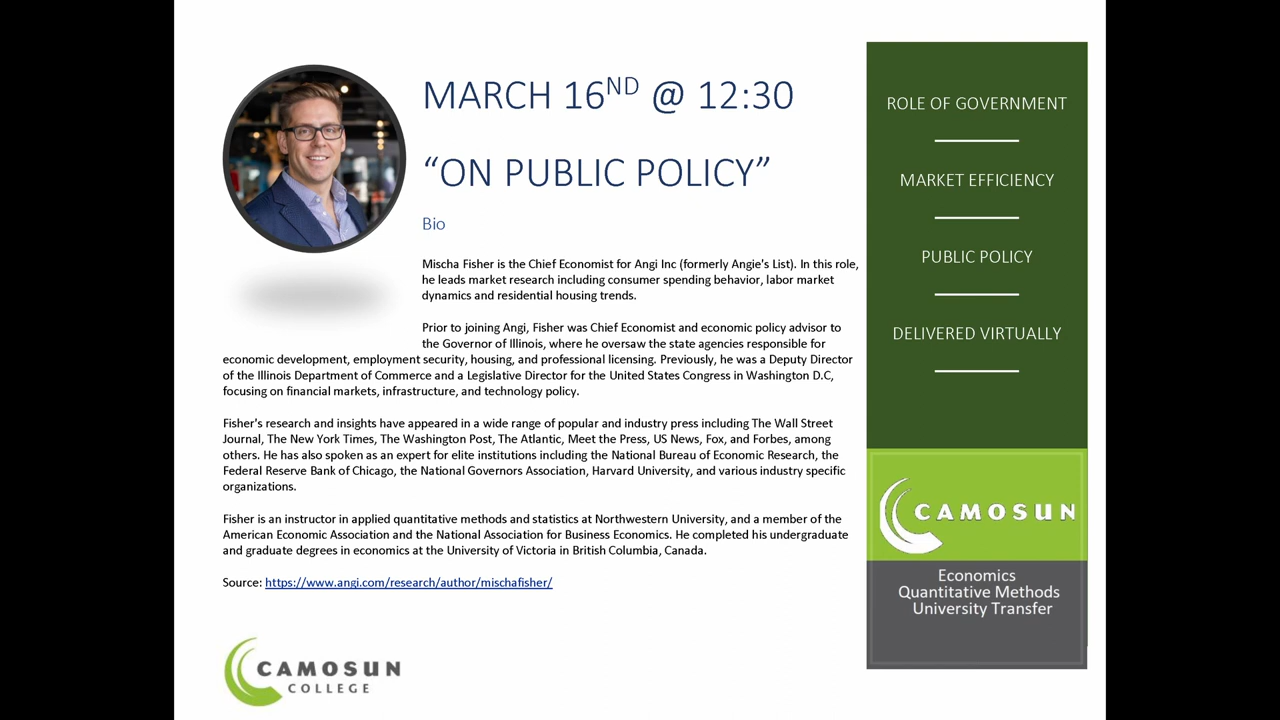 MARCH 16ND @ 12:30
“ON PUBLIC POLICY”
Bio
Mischa Fisher is the Chief Economist for Angi Inc (formerly Angie's List). In this role,
he leads market research including consumer spending behavior, labor market
dynamics and residential housing trends.
Prior to joining Angi, Fisher was Chief Economist and economic policy advisor to
the Governor of Illinois, where he oversaw the state agencies responsible for
economic development, employment security, housing, and professional licensing. Previously, he was a Deputy Director
of the Illinois Department of Commerce and a Legislative Director for the United States Congress in Washington D.C,
focusing on financial markets, infrastructure, and technology policy.
Fisher's research and insights have appeared in a wide range of popular and industry press including The Wall Street
Journal, The New York Times, The Washington Post, The Atlantic, Meet the Press, US News, Fox, and Forbes, among
others. He has also spoken as an expert for elite institutions including the National Bureau of Economic Research, the
Federal Reserve Bank of Chicago, the National Governors Association, Harvard University, and various industry specific
organizations.
Fisher is an instructor in applied quantitative methods and statistics at Northwestern University, and a member of the
American Economic Association and the National Association for Business Economics. He completed his undergraduate
and graduate degrees in economics at the University of Victoria in British Columbia, Canada.
Source: https://www.angi.com/research/author/mischafisher/
CAMOSUN
COLLEGE
ROLE OF GOVERNMENT
MARKET EFFICIENCY
PUBLIC POLICY
DELIVERED VIRTUALLY
CAMOSUN
Economics
Quantitative Methods
University Transfer